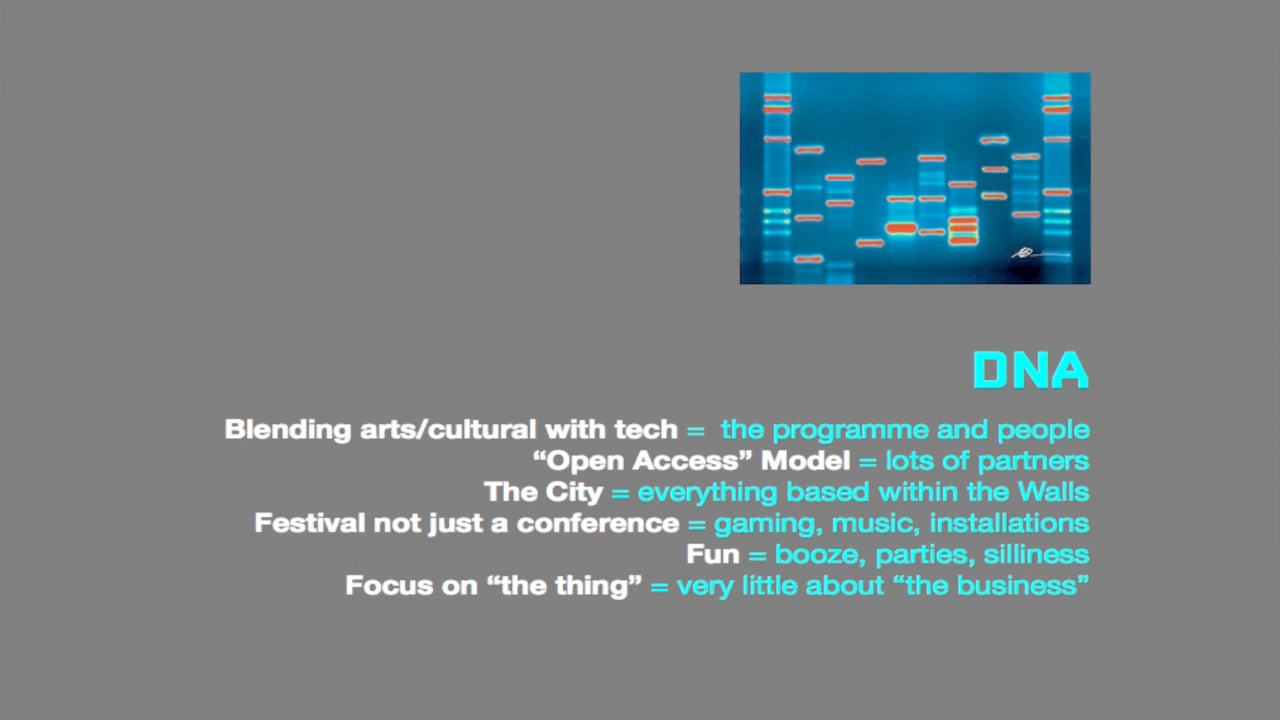 DNA
Blending arts/cultural with tech = the programme and people
“Open Access” Model = lots of partners
The City = everything based within the Walls
Festival not just a conference = gaming, music, installations
Fun = booze, parties, silliness
Focus on “the thing” = very little about “the business”